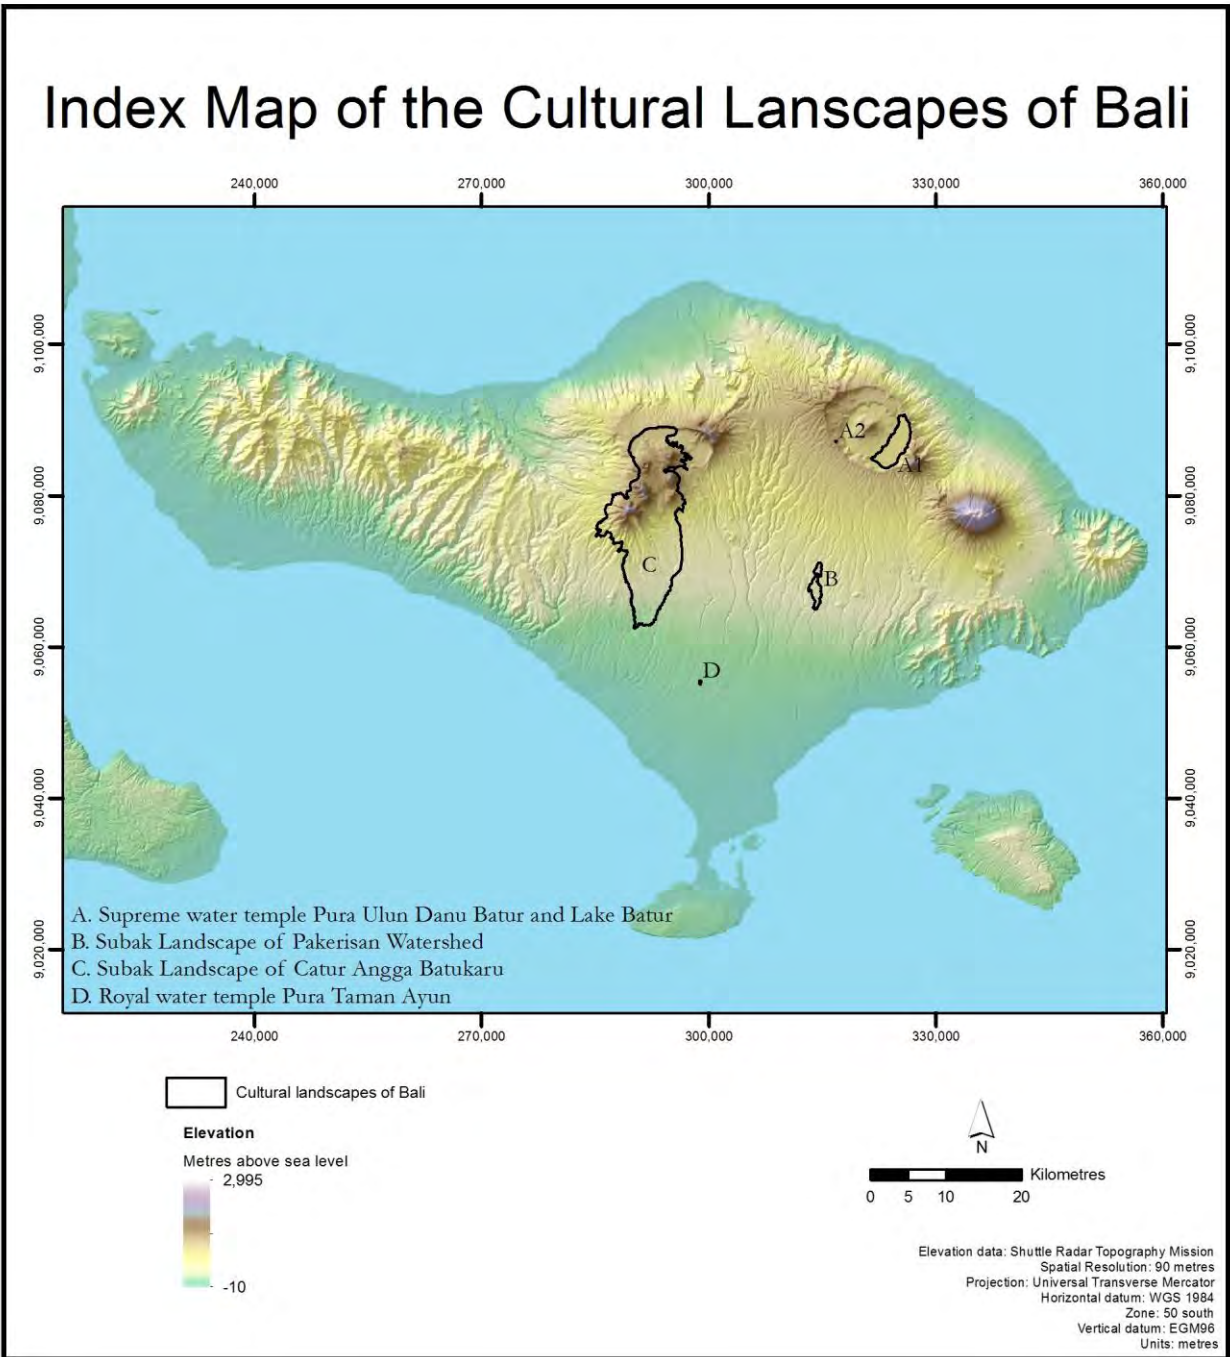 Index Map of the Cultural Lanscapes of Bali
240,000 270,000 300,000 330,000 360,000
9,100,000 9,100,000
A2
A1
9,080,000 9,080,000
C
B
9,060,000 9,060,000
D
9,040,000 9,040,000
A. Supreme water temple Pura Ulun Danu Batur and Lake Batur
B. Subak Landscape of Pakerisan Watershed
9,020,000 9,020,000
C. Subak Landscape of Catur Angga Batukaru
D. Royal water temple Pura Taman Ayun
240,000 270,000 300,000 330,000 360,000
Cultural landscapes of Bali
Elevation
Metres above sea level
2,995
-10
N
Kilometres
0 5 10 20
Elevation data: Shuttle Radar Topography Mission
Spatial Resolution: 90 metres
Projection: Universal Transverse Mercator
Horizontal datum: WGS 1984
Zone: 50 south
Vertical datum: EGM96
Units: metres